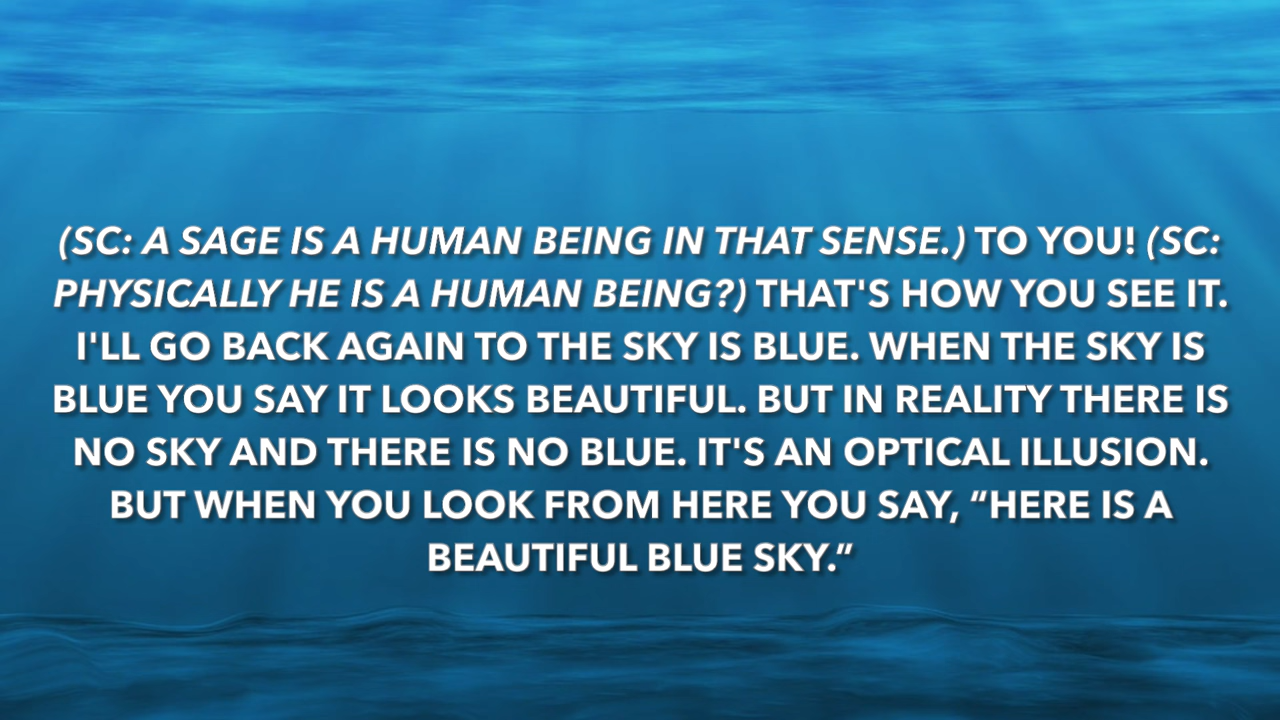 (SC: A SAGE IS A HUMAN BEING IN THAT SENSE.) TO YOU! (SC:
PHYSICALLY HE IS A HUMAN BEING?) THAT'S HOW YOU SEE IT.
I'LL GO BACK AGAIN TO THE SKY IS BLUE. WHEN THE SKY IS
BLUE YOU SAY IT LOOKS BEAUTIFUL. BUT IN REALITY THERE IS
NO SKY AND THERE IS NO BLUE. IT'S AN OPTICAL ILLUSION.
BUT WHEN YOU LOOK FROM HERE YOU SAY, “HERE IS A
BEAUTIFUL BLUE SKY.”